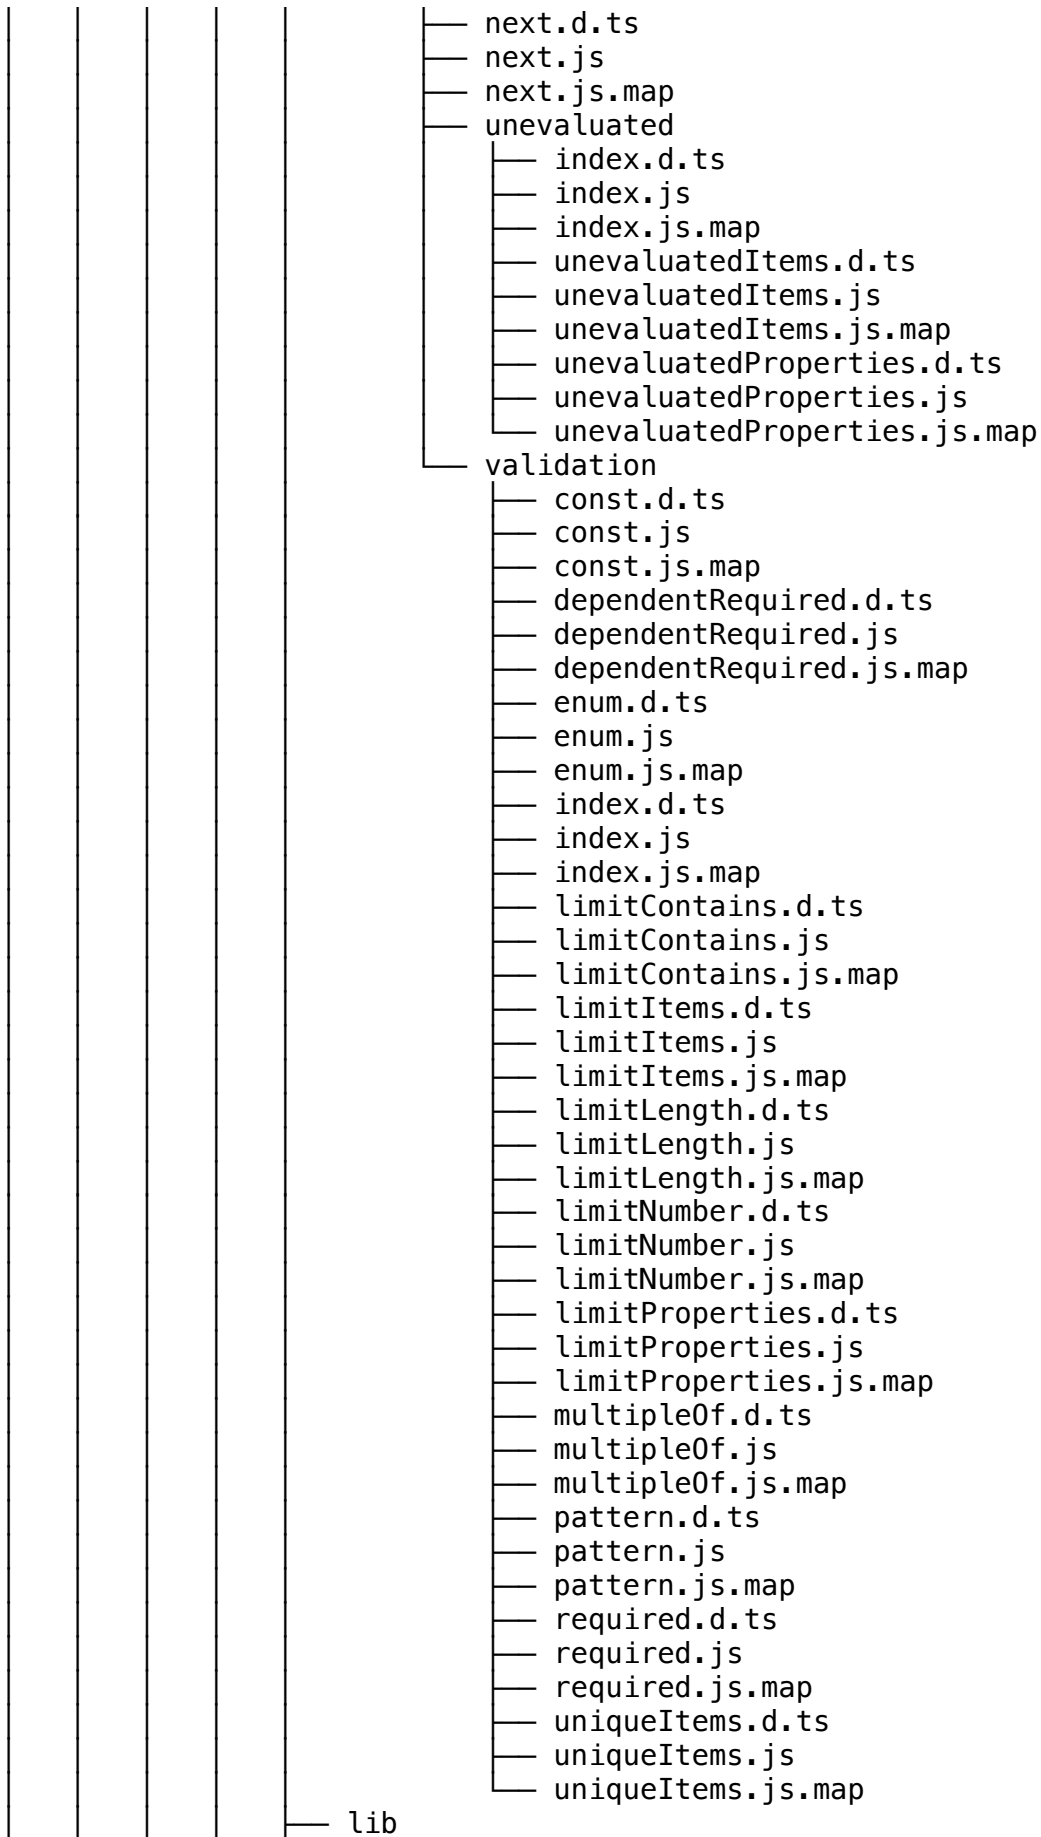 │   │   │   │   │       ├── next.d.ts
│   │   │   │   │       ├── next.js
│   │   │   │   │       ├── next.js.map
│   │   │   │   │       ├── unevaluated
│   │   │   │   │       │   ├── index.d.ts
│   │   │   │   │       │   ├── index.js
│   │   │   │   │       │   ├── index.js.map
│   │   │   │   │       │   ├── unevaluatedItems.d.ts
│   │   │   │   │       │   ├── unevaluatedItems.js
│   │   │   │   │       │   ├── unevaluatedItems.js.map
│   │   │   │   │       │   ├── unevaluatedProperties.d.ts
│   │   │   │   │       │   ├── unevaluatedProperties.js
│   │   │   │   │       │   └── unevaluatedProperties.js.map
│   │   │   │   │       └── validation
│   │   │   │   │           ├── const.d.ts
│   │   │   │   │           ├── const.js
│   │   │   │   │           ├── const.js.map
│   │   │   │   │           ├── dependentRequired.d.ts
│   │   │   │   │           ├── dependentRequired.js
│   │   │   │   │           ├── dependentRequired.js.map
│   │   │   │   │           ├── enum.d.ts
│   │   │   │   │           ├── enum.js
│   │   │   │   │           ├── enum.js.map
│   │   │   │   │           ├── index.d.ts
│   │   │   │   │           ├── index.js
│   │   │   │   │           ├── index.js.map
│   │   │   │   │           ├── limitContains.d.ts
│   │   │   │   │           ├── limitContains.js
│   │   │   │   │           ├── limitContains.js.map
│   │   │   │   │           ├── limitItems.d.ts
│   │   │   │   │           ├── limitItems.js
│   │   │   │   │           ├── limitItems.js.map
│   │   │   │   │           ├── limitLength.d.ts
│   │   │   │   │           ├── limitLength.js
│   │   │   │   │           ├── limitLength.js.map
│   │   │   │   │           ├── limitNumber.d.ts
│   │   │   │   │           ├── limitNumber.js
│   │   │   │   │           ├── limitNumber.js.map
│   │   │   │   │           ├── limitProperties.d.ts
│   │   │   │   │           ├── limitProperties.js
│   │   │   │   │           ├── limitProperties.js.map
│   │   │   │   │           ├── multipleOf.d.ts
│   │   │   │   │           ├── multipleOf.js
│   │   │   │   │           ├── multipleOf.js.map
│   │   │   │   │           ├── pattern.d.ts
│   │   │   │   │           ├── pattern.js
│   │   │   │   │           ├── pattern.js.map
│   │   │   │   │           ├── required.d.ts
│   │   │   │   │           ├── required.js
│   │   │   │   │           ├── required.js.map
│   │   │   │   │           ├── uniqueItems.d.ts
│   │   │   │   │           ├── uniqueItems.js
│   │   │   │   │           └── uniqueItems.js.map
│   │   │   │   ├── lib